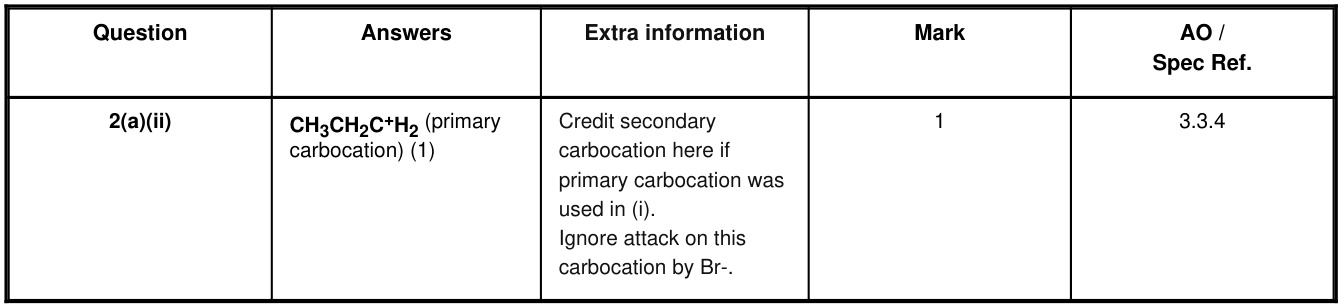 Question Answers Extra information Mark AO /
Spec Ref.
2(a)(ii) CH₃CH₂C⁺H₂ (primary Credit secondary 1 3.3.4
carbocation) (1) carbocation here if
primary carbocation was
used in (i).
Ignore attack on this
carbocation by Br-.